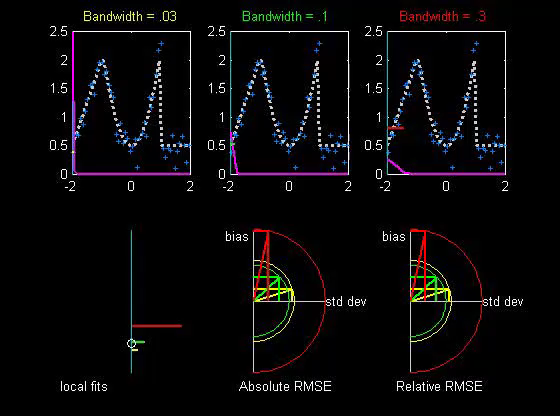 Bandwidth = .03 Bandwidth = .1 Bandwidth = .3
2.5 2.5 2.5
2 2 2
1.5 1.5 1.5
1 1 1
0.5 0.5 0.5
0 0 0
-2 0 2 -2 0 2 -2 0 2
bias bias
std dev std dev
local fits Absolute RMSE Relative RMSE